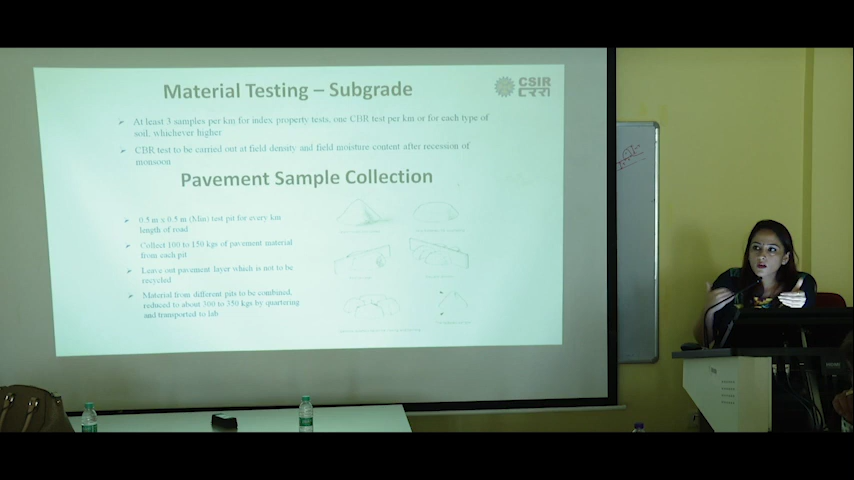 Material Testing – Subgrade
CSIR
➤ At least 3 samples per km for index property tests, one CBR test per km or for each type of
soil, whichever higher
➤ CBR test to be carried out at field density and field moisture content after recession of
monsoon
Pavement Sample Collection
➤ 0.5 m x 0.5 m (Min) test pit for every km
length of road
➤ Collect 100 to 150 kgs of pavement material
from each pit
➤ Leave out pavement layer which is not to be
recycled
➤ Material from different pits to be combined,
reduced to about 300 to 350 kgs by quartering
and transported to lab